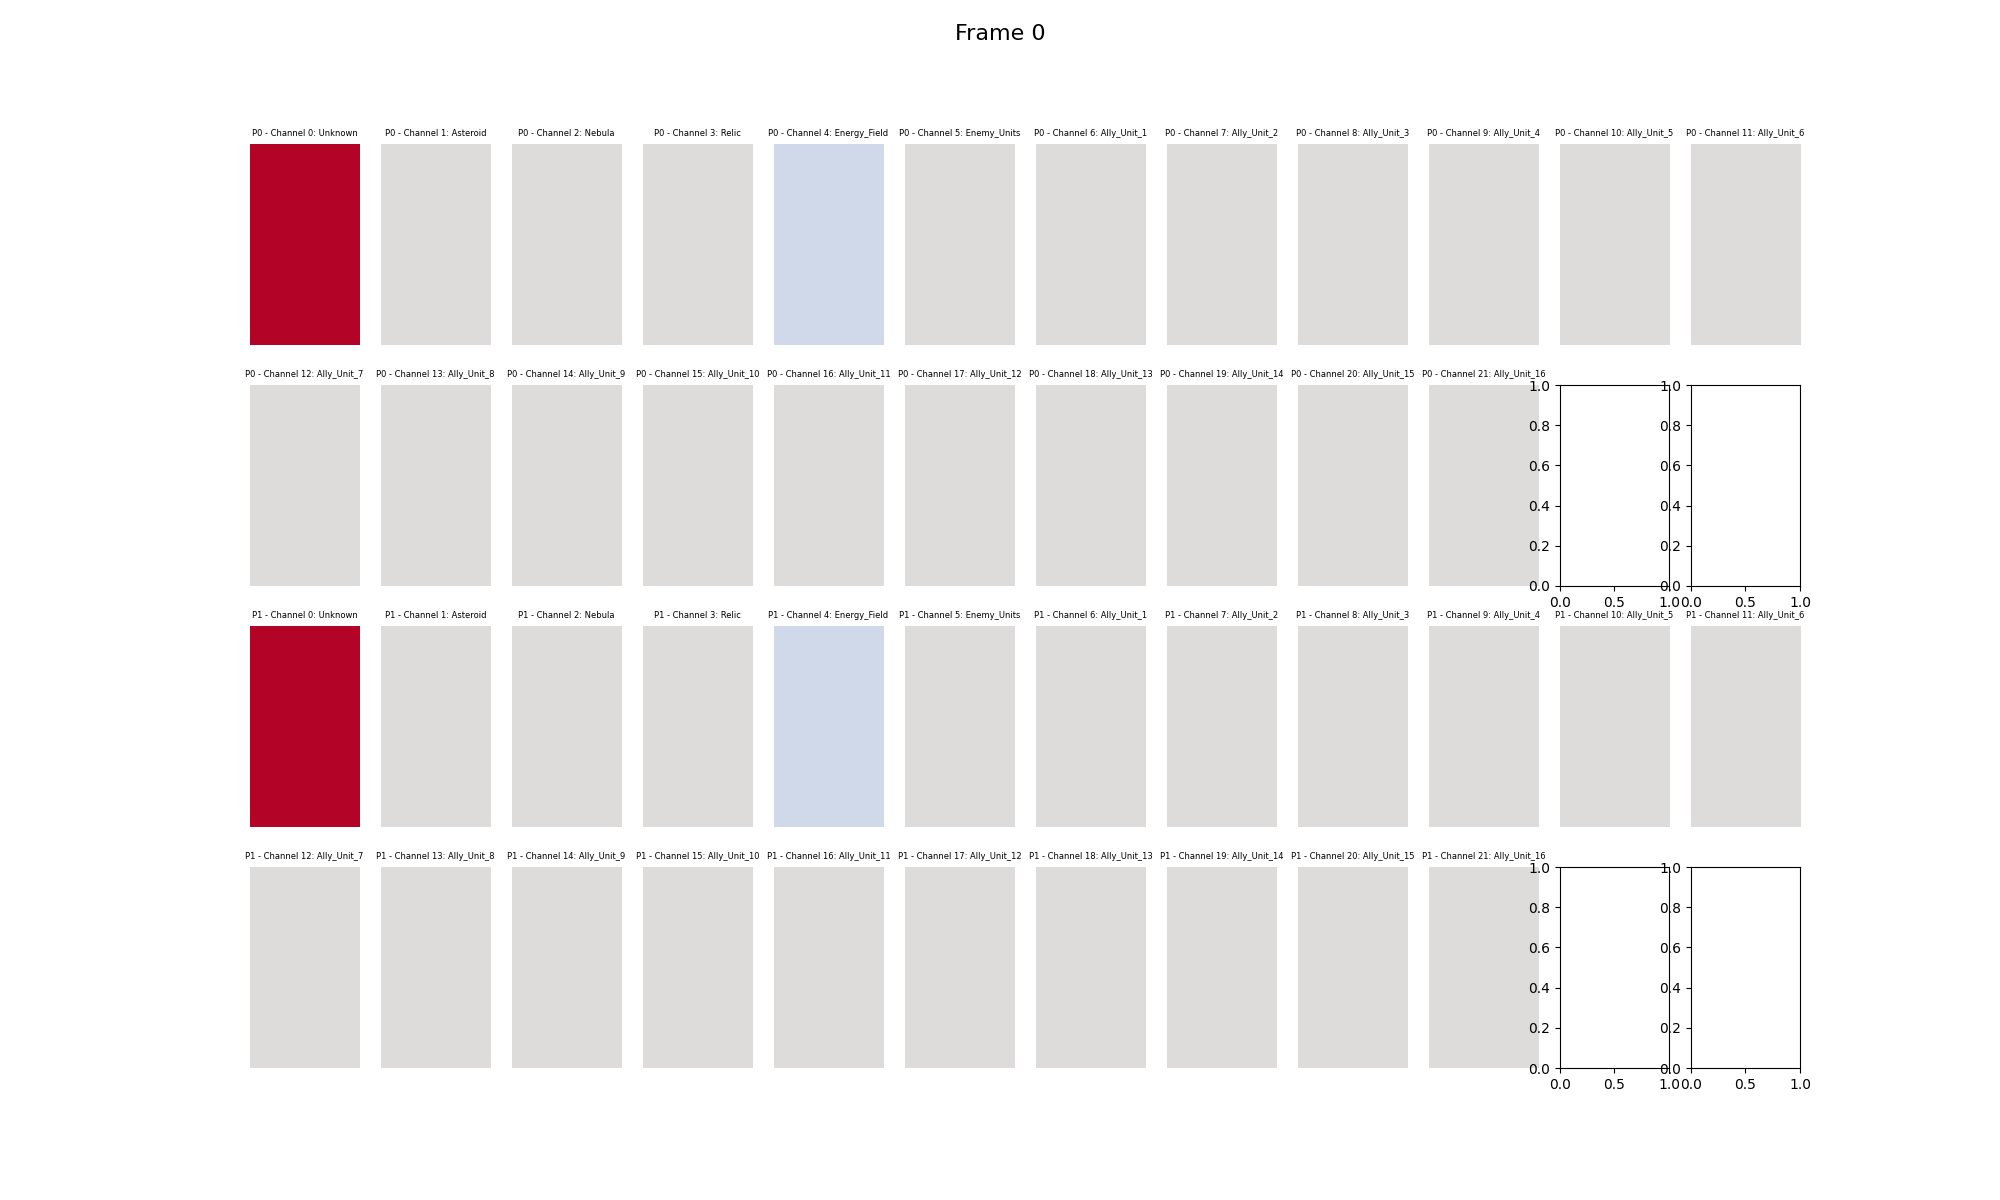 Frame 0
P0 - Channel 0: Unknown P0 - Channel 1: Asteroid P0 - Channel 2: Nebula P0 - Channel 3: Relic P0 - Channel 4: Energy_Field P0 - Channel 5: Enemy_Units P0 - Channel 6: Ally_Unit_1 P0 - Channel 7: Ally_Unit_2 P0 - Channel 8: Ally_Unit_3 P0 - Channel 9: Ally_Unit_4 P0 - Channel 10: Ally_Unit_5 P0 - Channel 11: Ally_Unit_6
P0 - Channel 12: Ally_Unit_7 P0 - Channel 13: Ally_Unit_8 P0 - Channel 14: Ally_Unit_9 P0 - Channel 15: Ally_Unit_10 P0 - Channel 16: Ally_Unit_11 P0 - Channel 17: Ally_Unit_12 P0 - Channel 18: Ally_Unit_13 P0 - Channel 19: Ally_Unit_14 P0 - Channel 20: Ally_Unit_15 P0 - Channel 21: Ally_Unit_16
1.0 1.0
0.8 0.8
0.6 0.6
0.4 0.4
0.2 0.2
0.0 0.0
0.0 0.5 1.0 0.0 0.5 1.0
P1 - Channel 0: Unknown P1 - Channel 1: Asteroid P1 - Channel 2: Nebula P1 - Channel 3: Relic P1 - Channel 4: Energy_Field P1 - Channel 5: Enemy_Units P1 - Channel 6: Ally_Unit_1 P1 - Channel 7: Ally_Unit_2 P1 - Channel 8: Ally_Unit_3 P1 - Channel 9: Ally_Unit_4 P1 - Channel 10: Ally_Unit_5 P1 - Channel 11: Ally_Unit_6
P1 - Channel 12: Ally_Unit_7 P1 - Channel 13: Ally_Unit_8 P1 - Channel 14: Ally_Unit_9 P1 - Channel 15: Ally_Unit_10 P1 - Channel 16: Ally_Unit_11 P1 - Channel 17: Ally_Unit_12 P1 - Channel 18: Ally_Unit_13 P1 - Channel 19: Ally_Unit_14 P1 - Channel 20: Ally_Unit_15 P1 - Channel 21: Ally_Unit_16
1.0 1.0
0.8 0.8
0.6 0.6
0.4 0.4
0.2 0.2
0.0 0.0
0.0 0.5 1.0 0.0 0.5 1.0